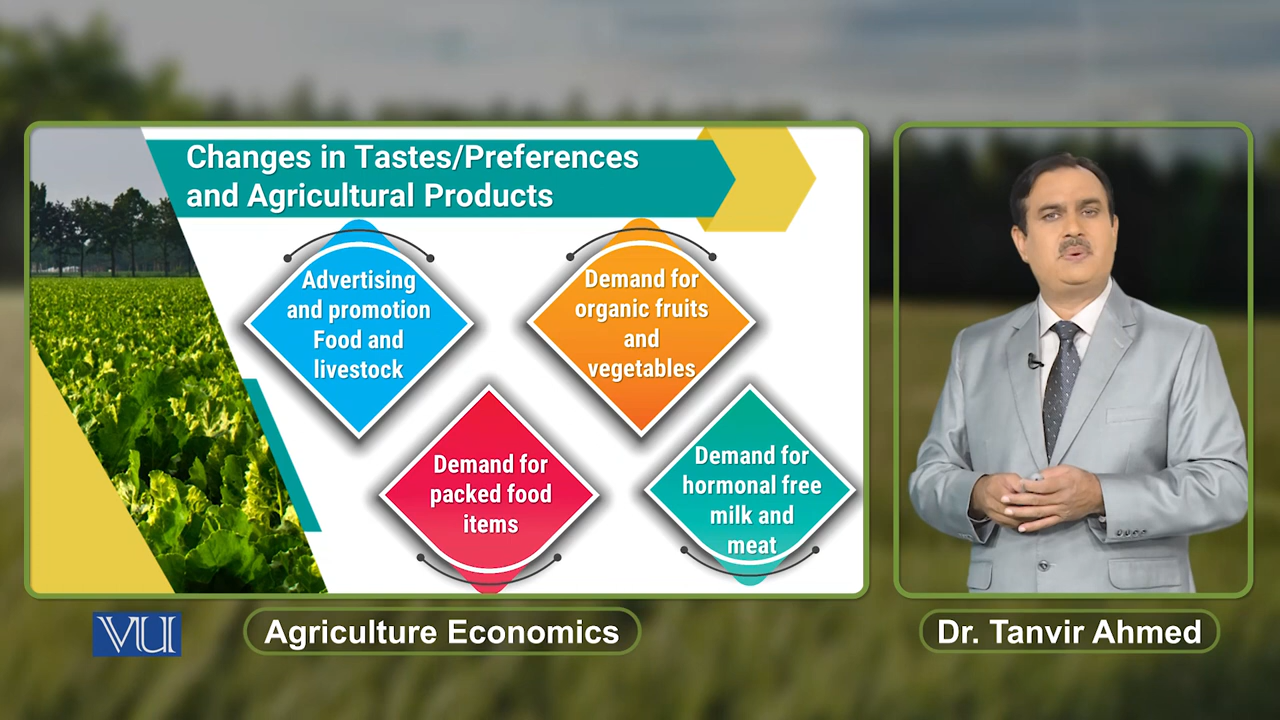 Changes in Tastes/Preferences
and Agricultural Products
Advertising
and promotion
Food and
livestock
Demand for
organic fruits
and
vegetables
Demand for
packed food
items
Demand for
hormonal free
milk and
meat
VU
Agriculture Economics
Dr. Tanvir Ahmed